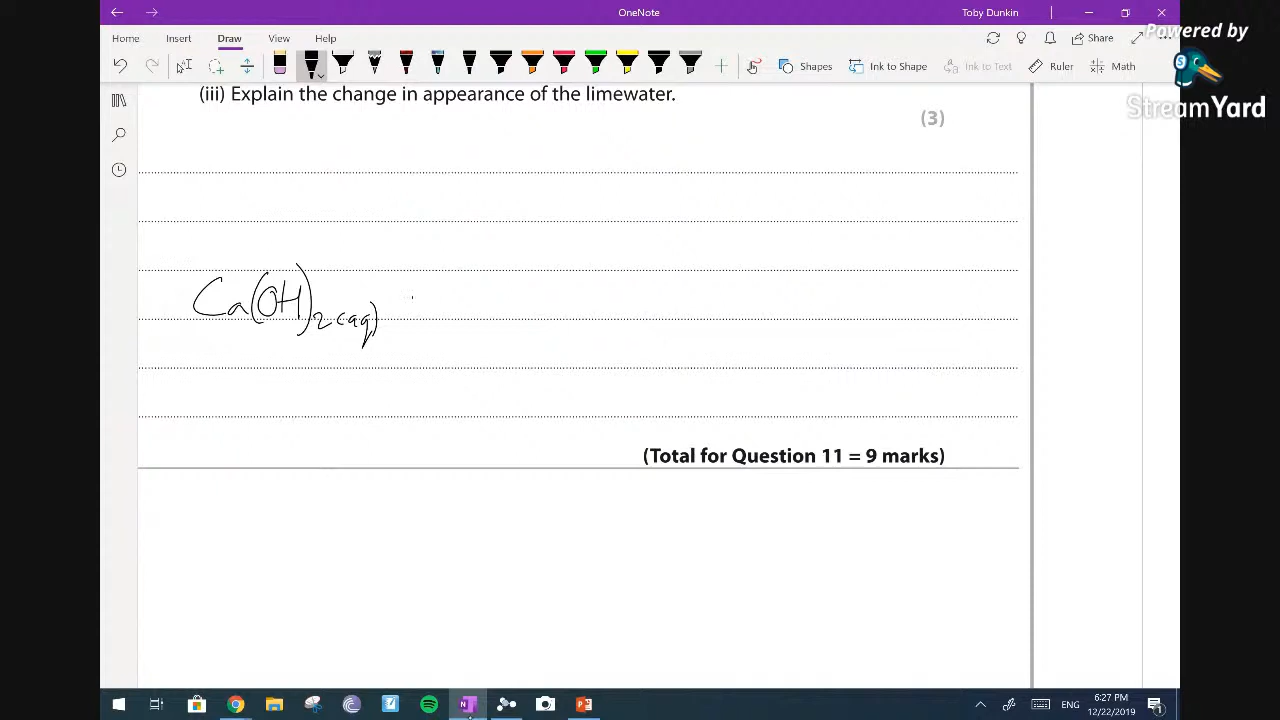 OneNote
Toby Dunkin
Powered by
StreamYard
Home Insert Draw View Help
Share
Shapes
Ink to Shape
Ink to Text
Ruler
Math
(iii) Explain the change in appearance of the limewater.
(3)
Ca(OH)2(aq)
(Total for Question 11 = 9 marks)
ENG
6:27 PM
12/22/2019